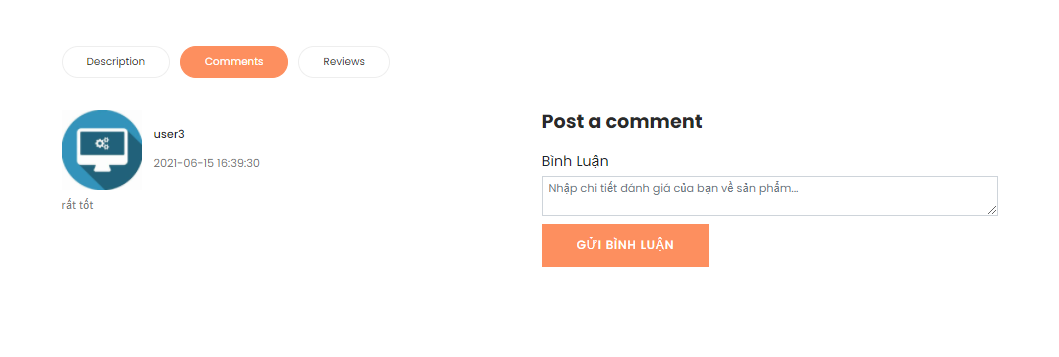 Description Comments Reviews
user3
2021-06-15 16:39:30
rất tốt
Post a comment
Bình Luận
Nhập chi tiết đánh giá của bạn về sản phẩm...
GỬI BÌNH LUẬN